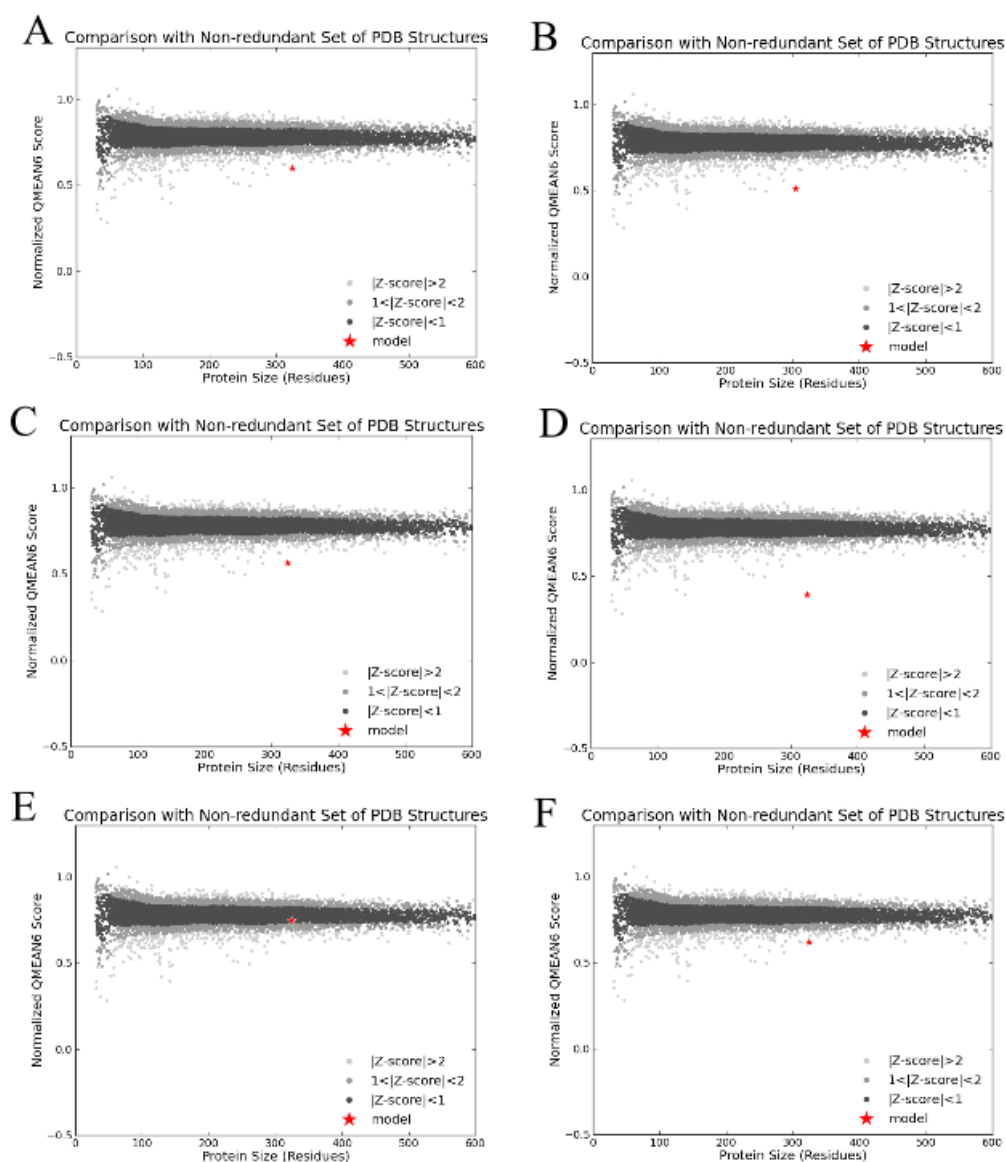 A
Comparison with Non-redundant Set of PDB Structures
Normalized QMEAN6 Score
1.0
0.5
0.0
−0.5
|Z-score|>2
1<|Z-score|<2
|Z-score|<1
model
0 100 200 300 400 500 600
Protein Size (Residues)
B
Comparison with Non-redundant Set of PDB Structures
Normalized QMEAN6 Score
1.0
0.5
0.0
−0.5
|Z-score|>2
1<|Z-score|<2
|Z-score|<1
model
0 100 200 300 400 500 600
Protein Size (Residues)
C
Comparison with Non-redundant Set of PDB Structures
Normalized QMEAN6 Score
1.0
0.5
0.0
−0.5
|Z-score|>2
1<|Z-score|<2
|Z-score|<1
model
0 100 200 300 400 500 600
Protein Size (Residues)
D
Comparison with Non-redundant Set of PDB Structures
Normalized QMEAN6 Score
1.0
0.5
0.0
−0.5
|Z-score|>2
1<|Z-score|<2
|Z-score|<1
model
0 100 200 300 400 500 600
Protein Size (Residues)
E
Comparison with Non-redundant Set of PDB Structures
Normalized QMEAN6 Score
1.0
0.5
0.0
−0.5
|Z-score|>2
1<|Z-score|<2
|Z-score|<1
model
0 100 200 300 400 500 600
Protein Size (Residues)
F
Comparison with Non-redundant Set of PDB Structures
Normalized QMEAN6 Score
1.0
0.5
0.0
−0.5
|Z-score|>2
1<|Z-score|<2
|Z-score|<1
model
0 100 200 300 400 500 600
Protein Size (Residues)